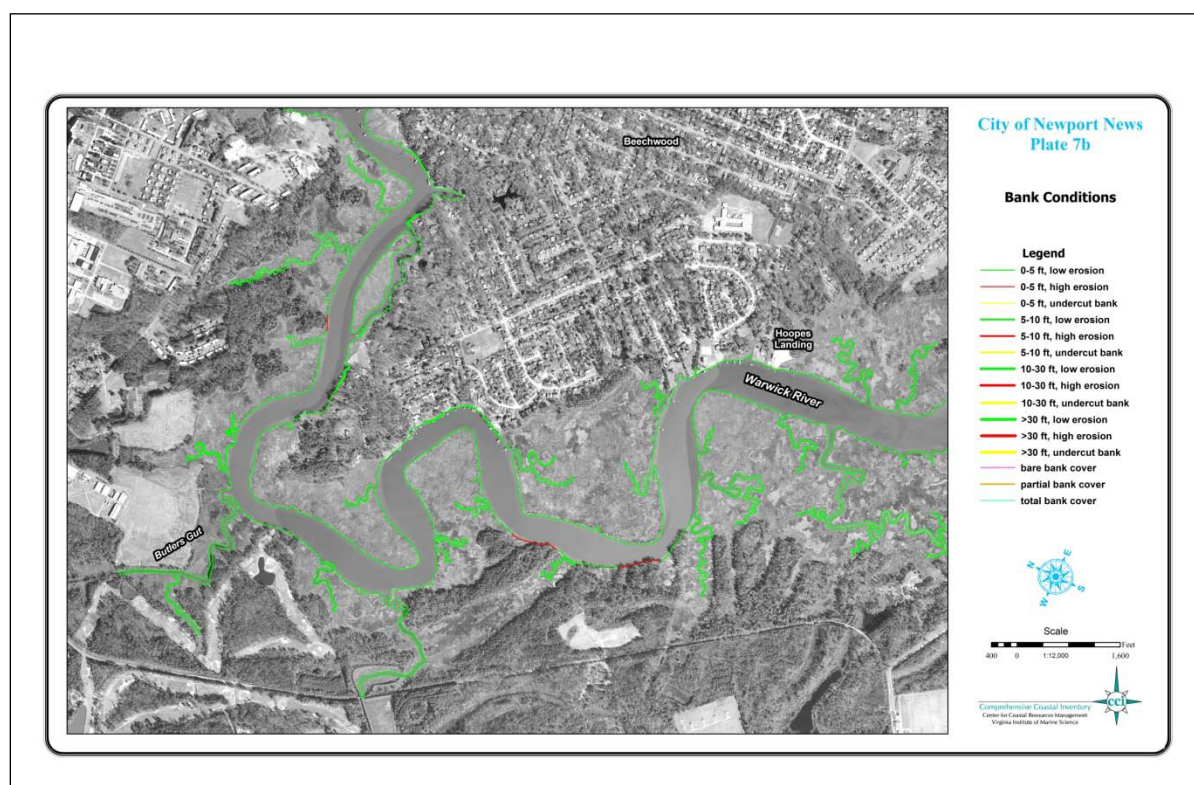 City of Newport News
Plate 7b
Bank Conditions
Legend
0-5 ft, low erosion
0-5 ft, high erosion
0-5 ft, undercut bank
5-10 ft, low erosion
5-10 ft, high erosion
5-10 ft, undercut bank
10-30 ft, low erosion
10-30 ft, high erosion
10-30 ft, undercut bank
>30 ft, low erosion
>30 ft, high erosion
>30 ft, undercut bank
bare bank cover
partial bank cover
total bank cover
N
E
S
W
Scale
Feet
400 0 1:12,000 1,600
Comprehensive Coastal Inventory
Center for Coastal Resources Management
Virginia Institute of Marine Science
cci
Beechwood
Hoopes
Landing
Warwick River
Butlers Gut